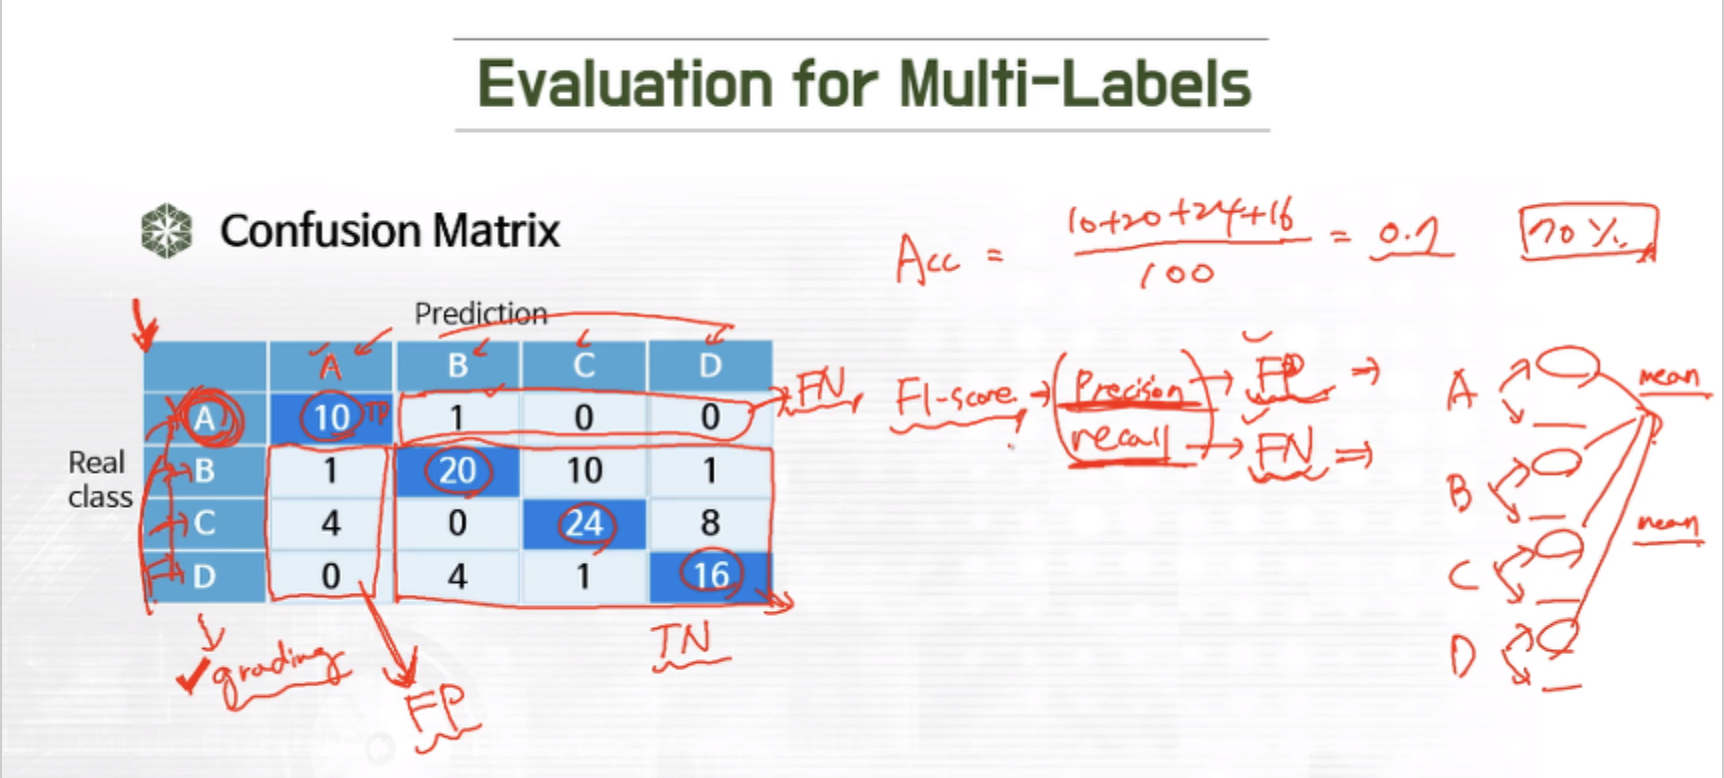 Evaluation for Multi-Labels
Confusion Matrix
Acc = 10+20+24+16 / 100 = 0.7 70%
Prediction
A B C D
A 10 TP 1 0 0 FN
Real class
B 1 20 10 1
C 4 0 24 8
D 0 4 1 16
TN
grading
FP
F1-score → Precision → FP ⇒
recall → FN ⇒
A mean
B
mean
C
D